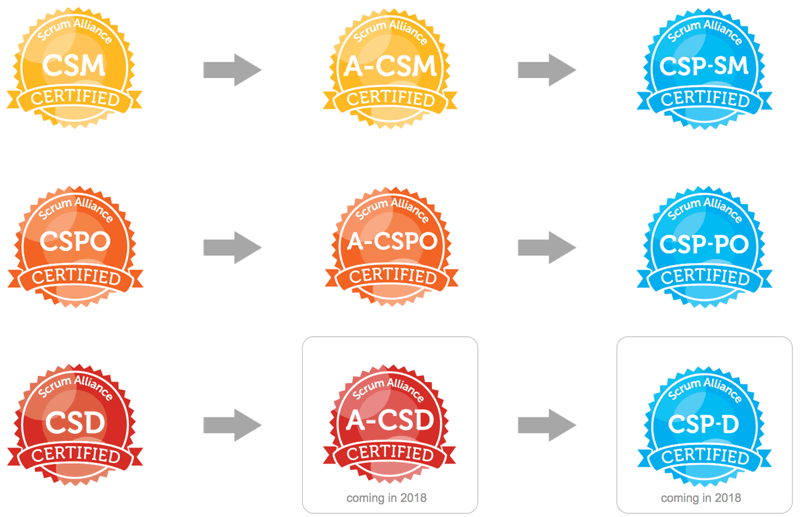 Scrum Alliance
CSM
CERTIFIED
Scrum Alliance
A-CSM
CERTIFIED
Scrum Alliance
CSP-SM
CERTIFIED
Scrum Alliance
CSPO
CERTIFIED
Scrum Alliance
A-CSPO
CERTIFIED
Scrum Alliance
CSP-PO
CERTIFIED
Scrum Alliance
CSD
CERTIFIED
Scrum Alliance
A-CSD
CERTIFIED
coming in 2018
Scrum Alliance
CSP-D
CERTIFIED
coming in 2018